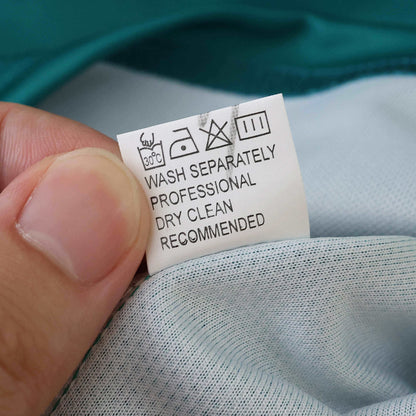 30°C
WASH SEPARATELY
PROFESSIONAL
DRY CLEAN
RECOMMENDED